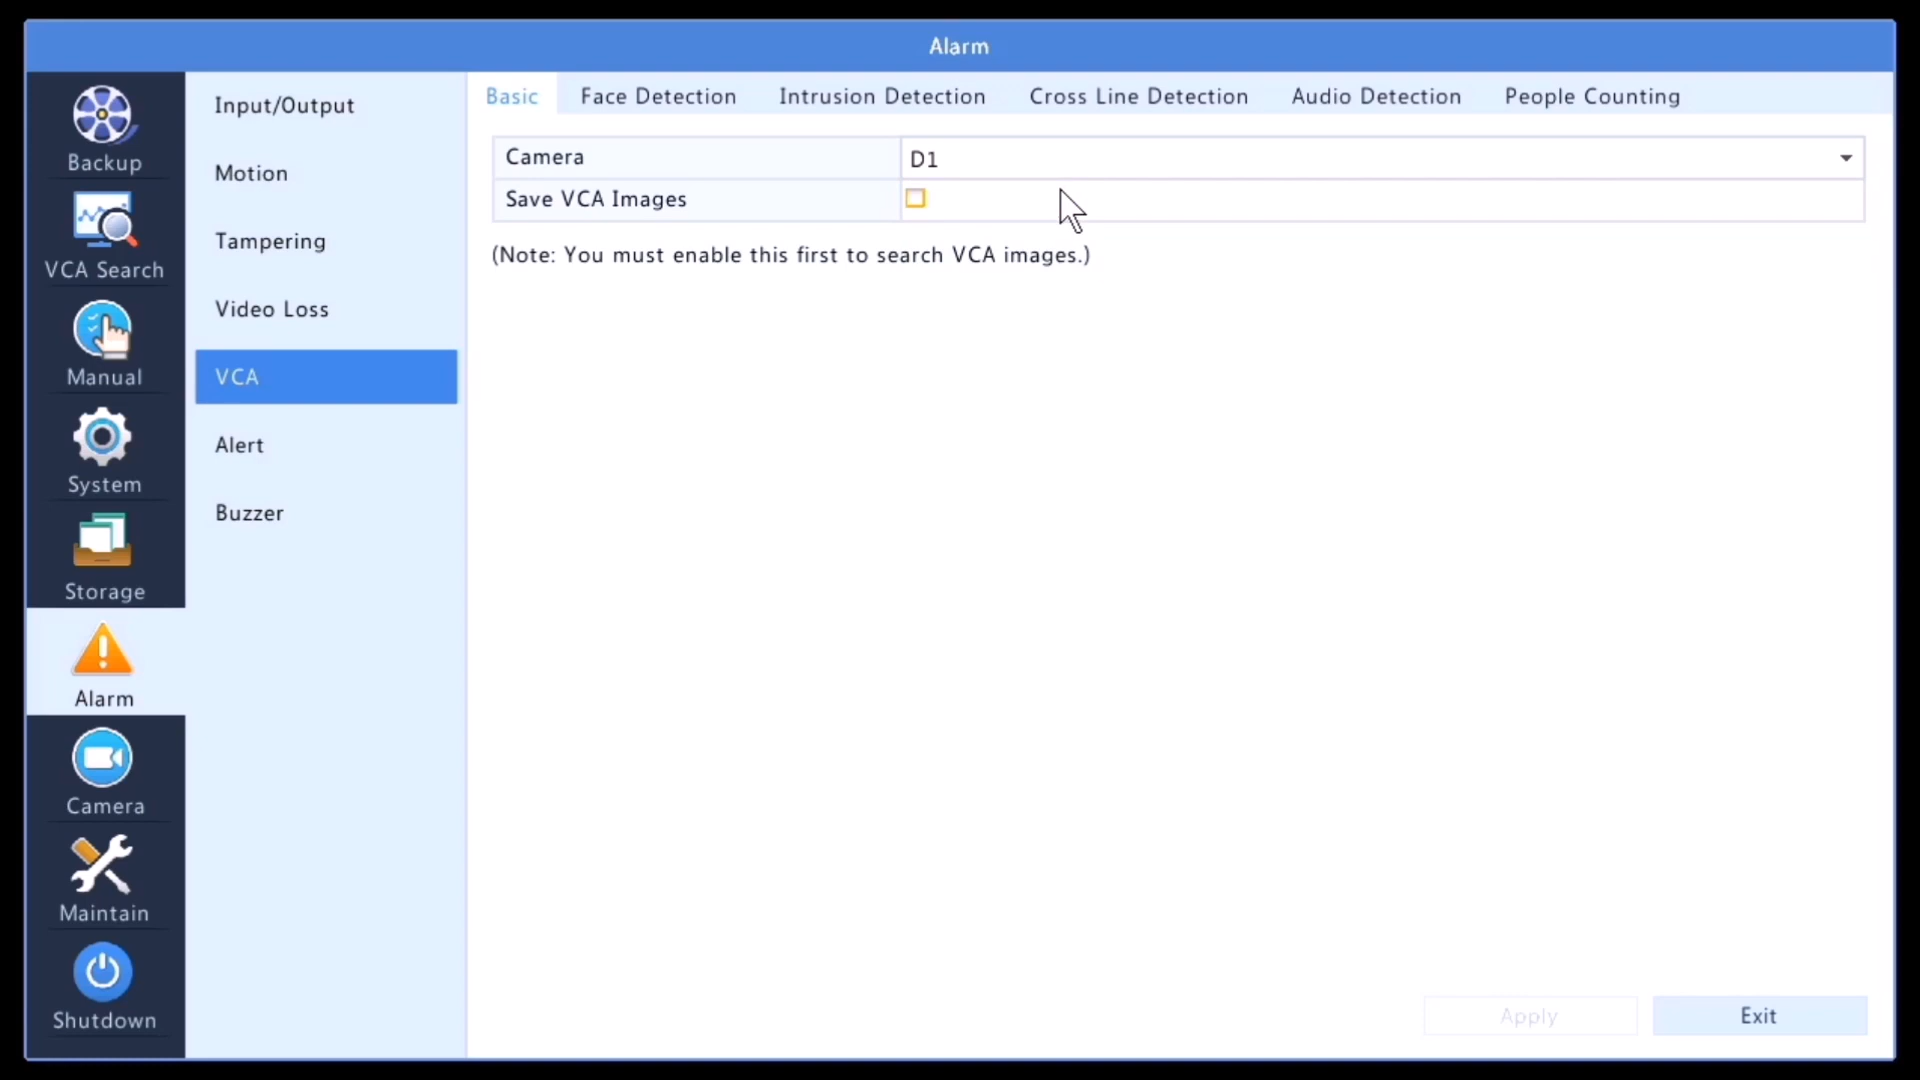 Alarm
Backup
VCA Search
Manual
System
Storage
Alarm
Camera
Maintain
Shutdown
Input/Output
Motion
Tampering
Video Loss
VCA
Alert
Buzzer
Basic Face Detection Intrusion Detection Cross Line Detection Audio Detection People Counting
Camera D1
Save VCA Images
(Note: You must enable this first to search VCA images.)
Apply Exit